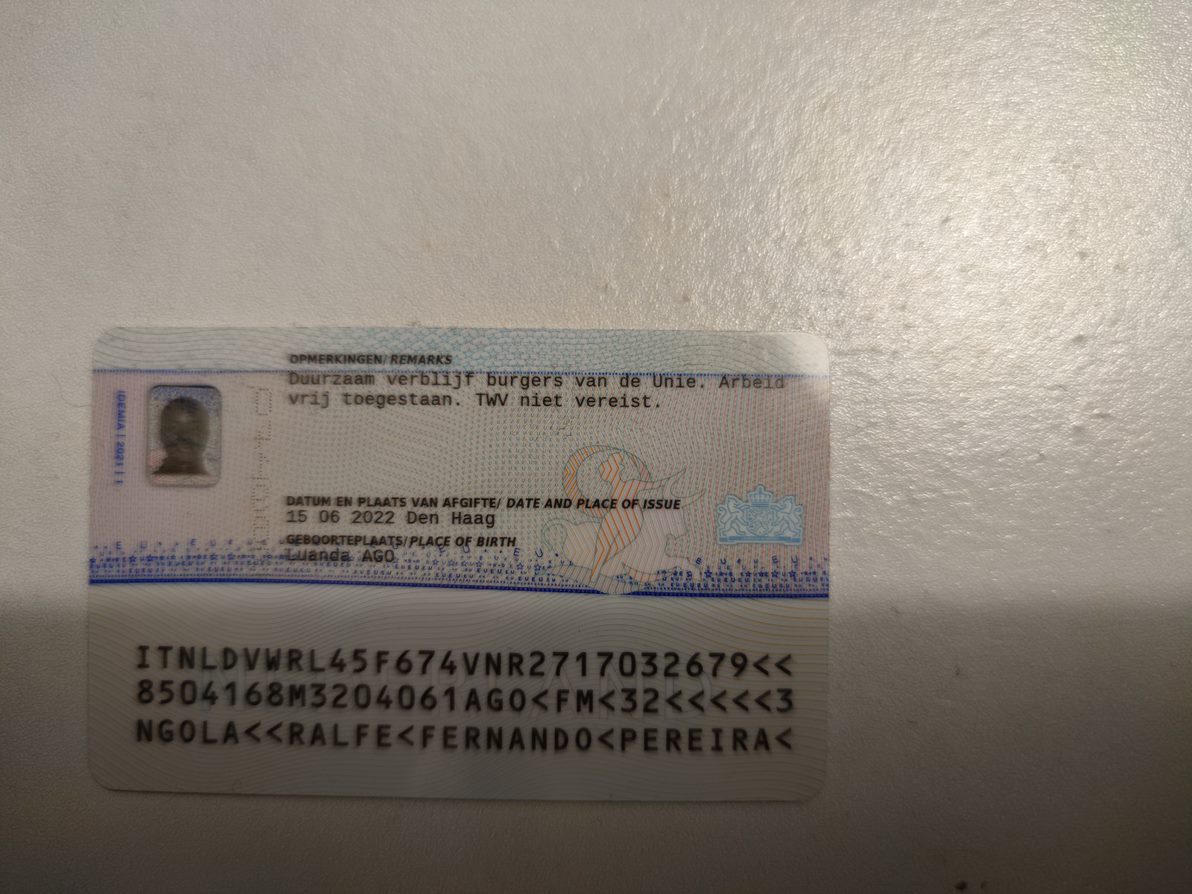 OPMERKINGEN/REMARKS
Duurzaam verblijf burgers van de Unie. Arbeid
vrij toegestaan. TWV niet vereist.
IDEMIA | 2021 |
DATUM EN PLAATS VAN AFGIFTE/ DATE AND PLACE OF ISSUE
15 06 2022 Den Haag
GEBOORTEPLAATS/PLACE OF BIRTH
Luanda AGO
ITNLDVWRL45F674VNR2717032679<<
8504168M3204061AGO<FM<32<<<<<3
NGOLA<<RALFE<FERNANDO<PEREIRA<